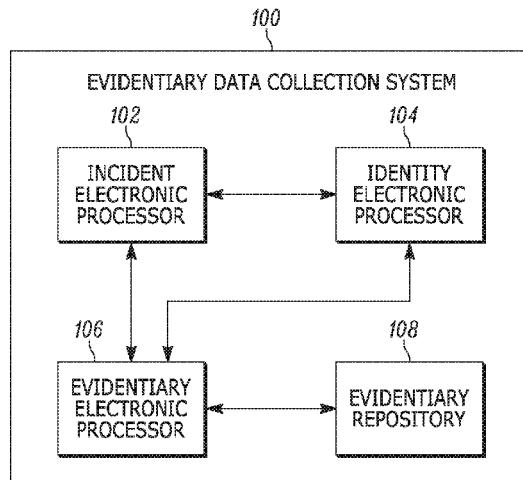 100
EVIDENTIARY DATA COLLECTION SYSTEM
102
INCIDENT
ELECTRONIC
PROCESSOR
104
IDENTITY
ELECTRONIC
PROCESSOR
106
EVIDENTIARY
ELECTRONIC
PROCESSOR
108
EVIDENTIARY
REPOSITORY